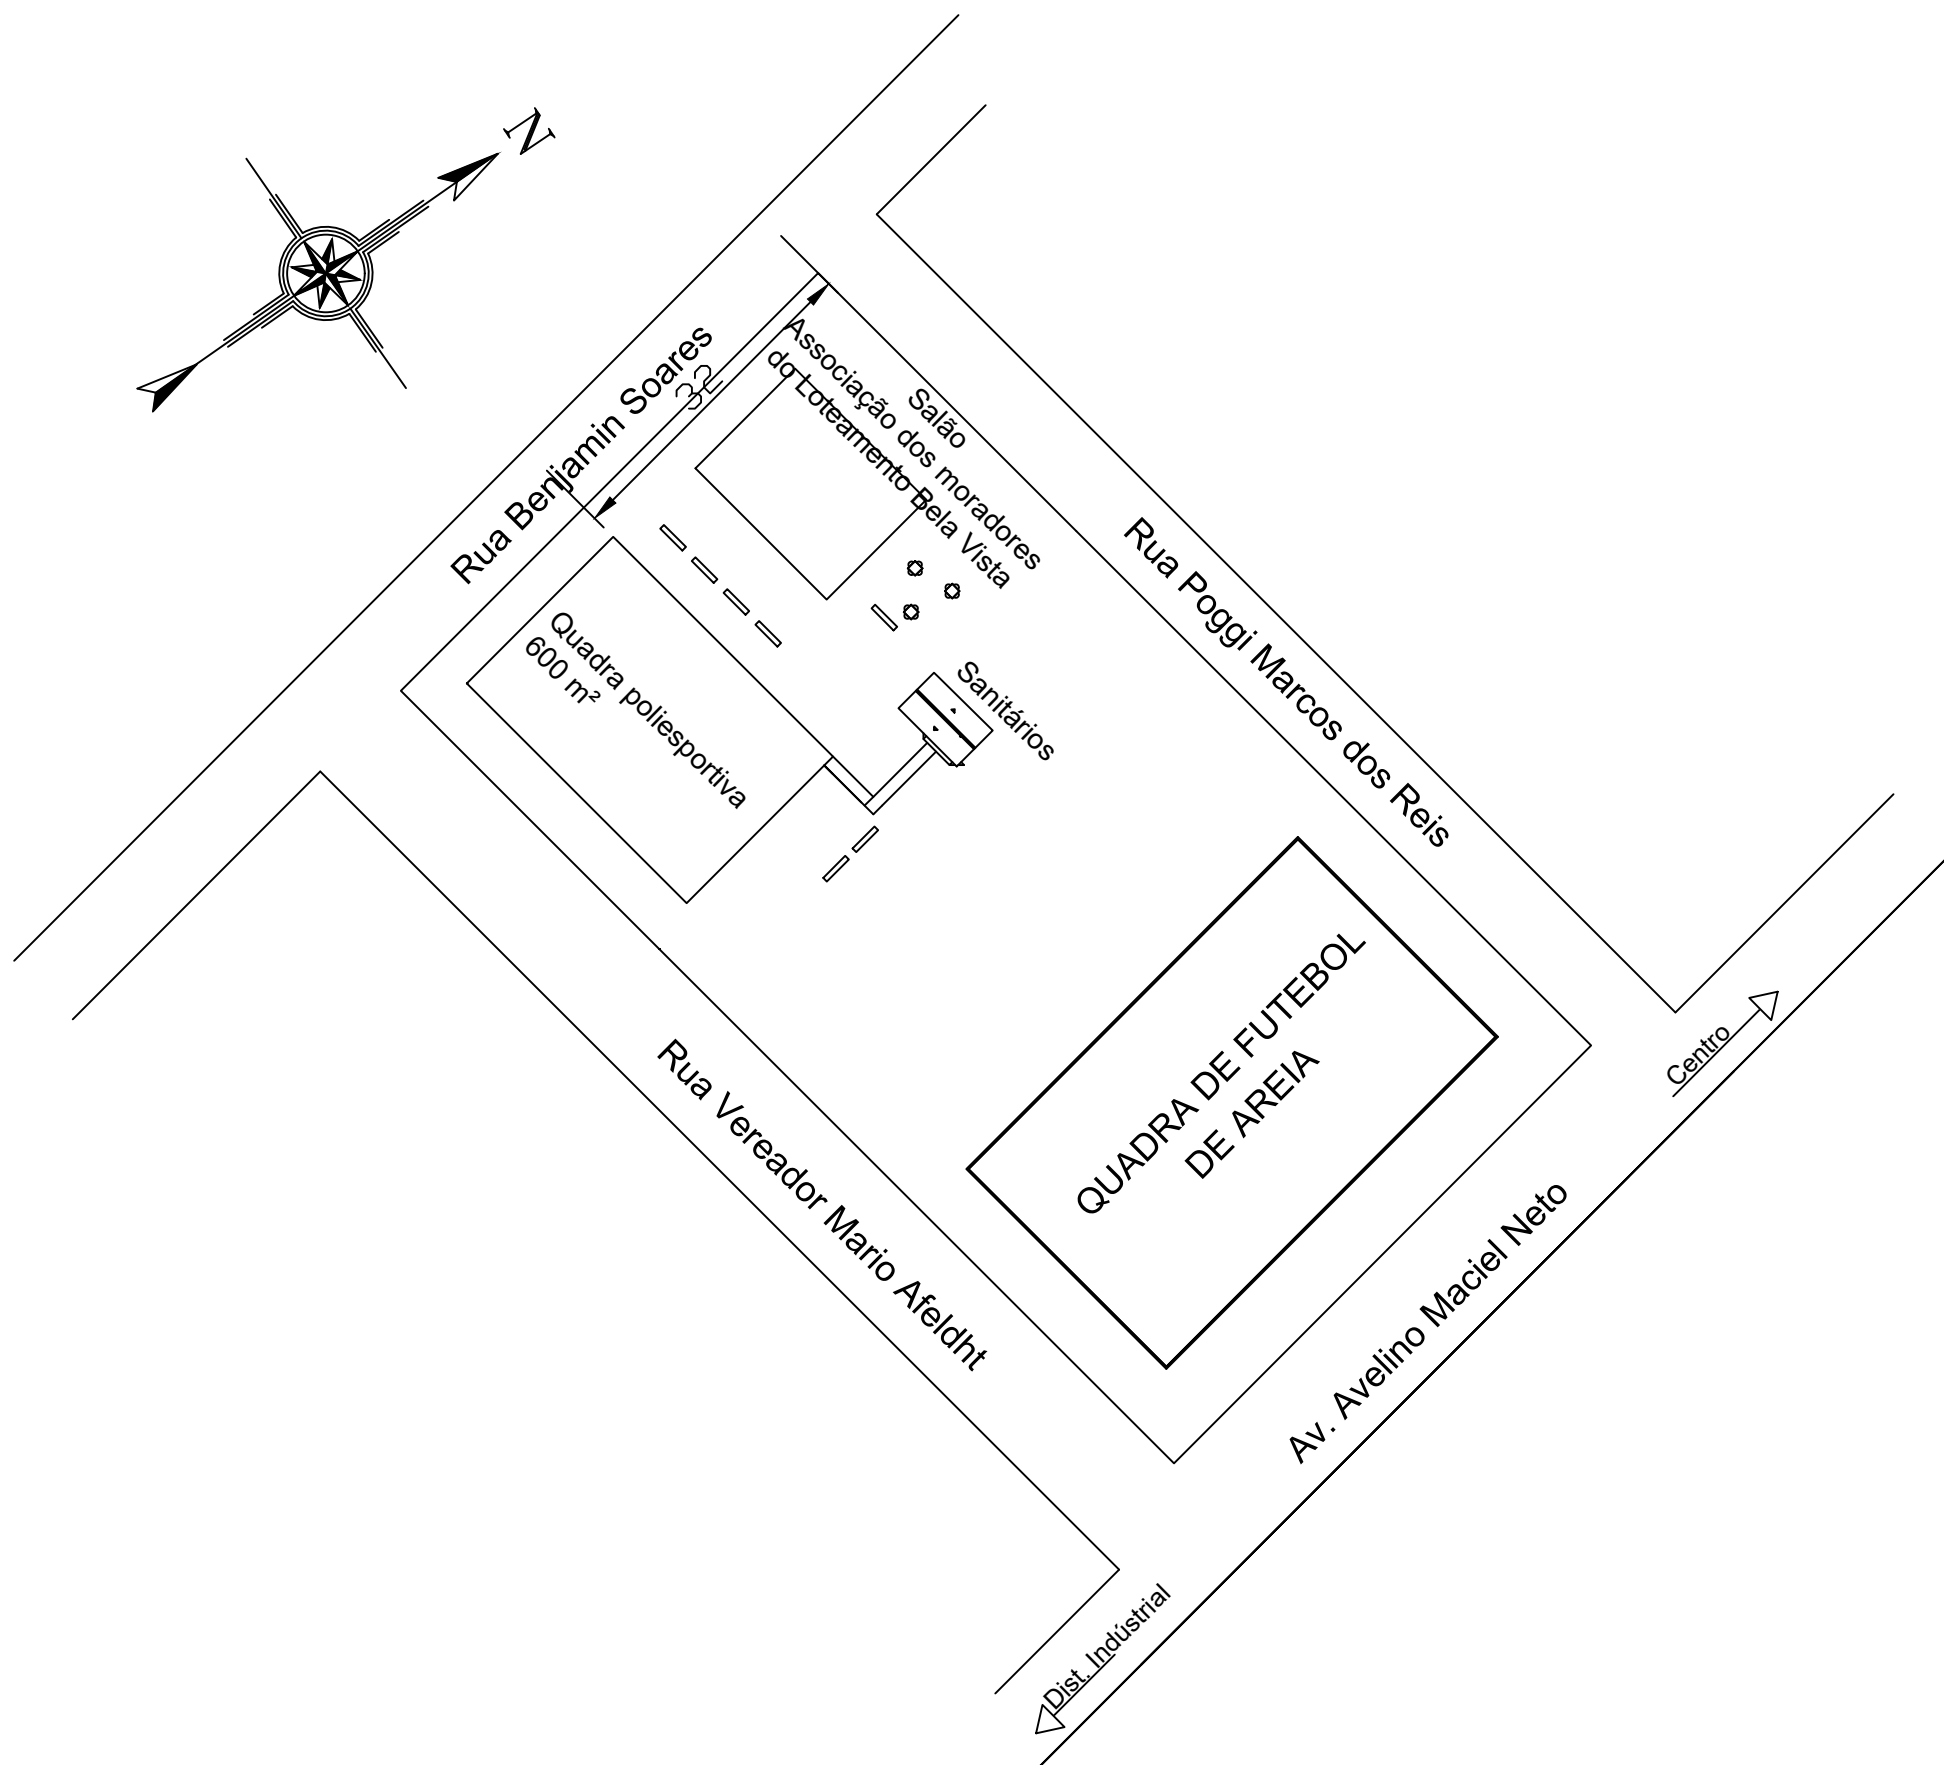 N
Rua Benjamin Soares
32
Salão
Associação dos moradores
do Loteamento Bela Vista
Rua Poggi Marcos dos Reis
Quadra poliesportiva
600 m²
Sanitários
QUADRA DE FUTEBOL
DE AREIA
Centro
Rua Vereador Mario Afeldht
Av. Avelino Maciel Neto
Dist. Indústrial